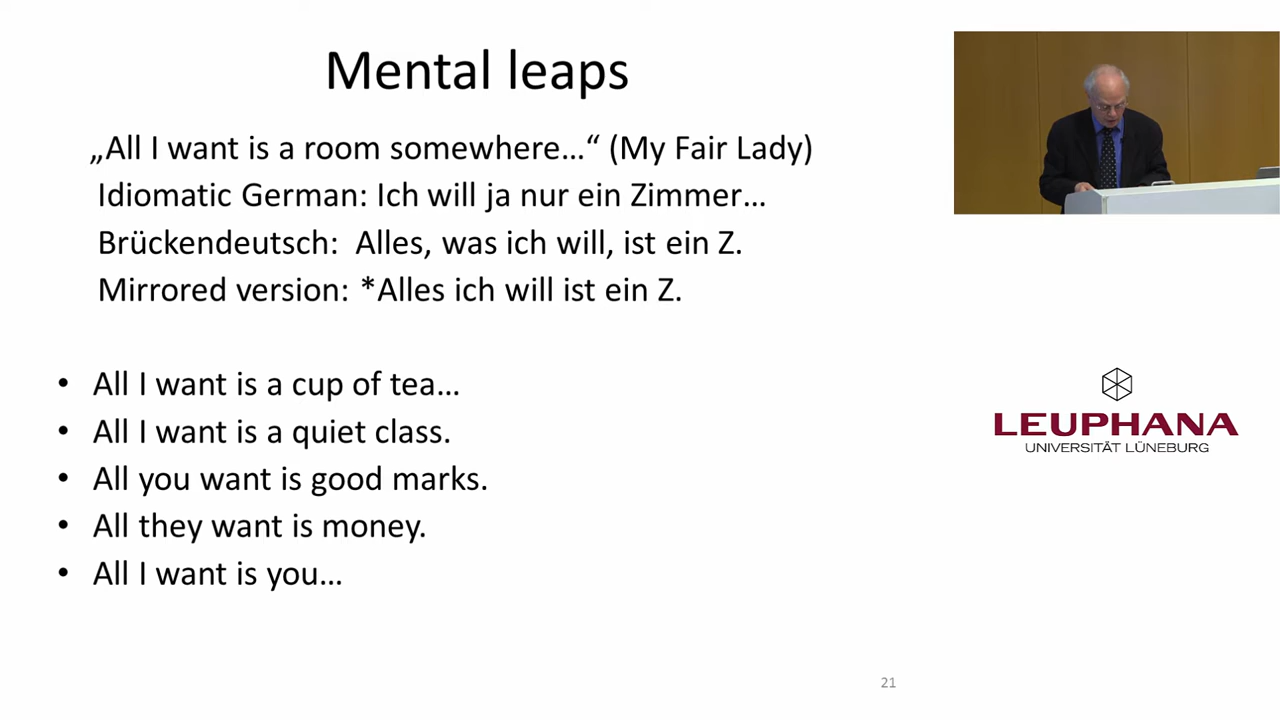 Mental leaps
„All I want is a room somewhere…“ (My Fair Lady)
Idiomatic German: Ich will ja nur ein Zimmer…
Brückendeutsch: Alles, was ich will, ist ein Z.
Mirrored version: *Alles ich will ist ein Z.
• All I want is a cup of tea…
• All I want is a quiet class.
• All you want is good marks.
• All they want is money.
• All I want is you…
LEUPHANA
UNIVERSITÄT LÜNEBURG
21